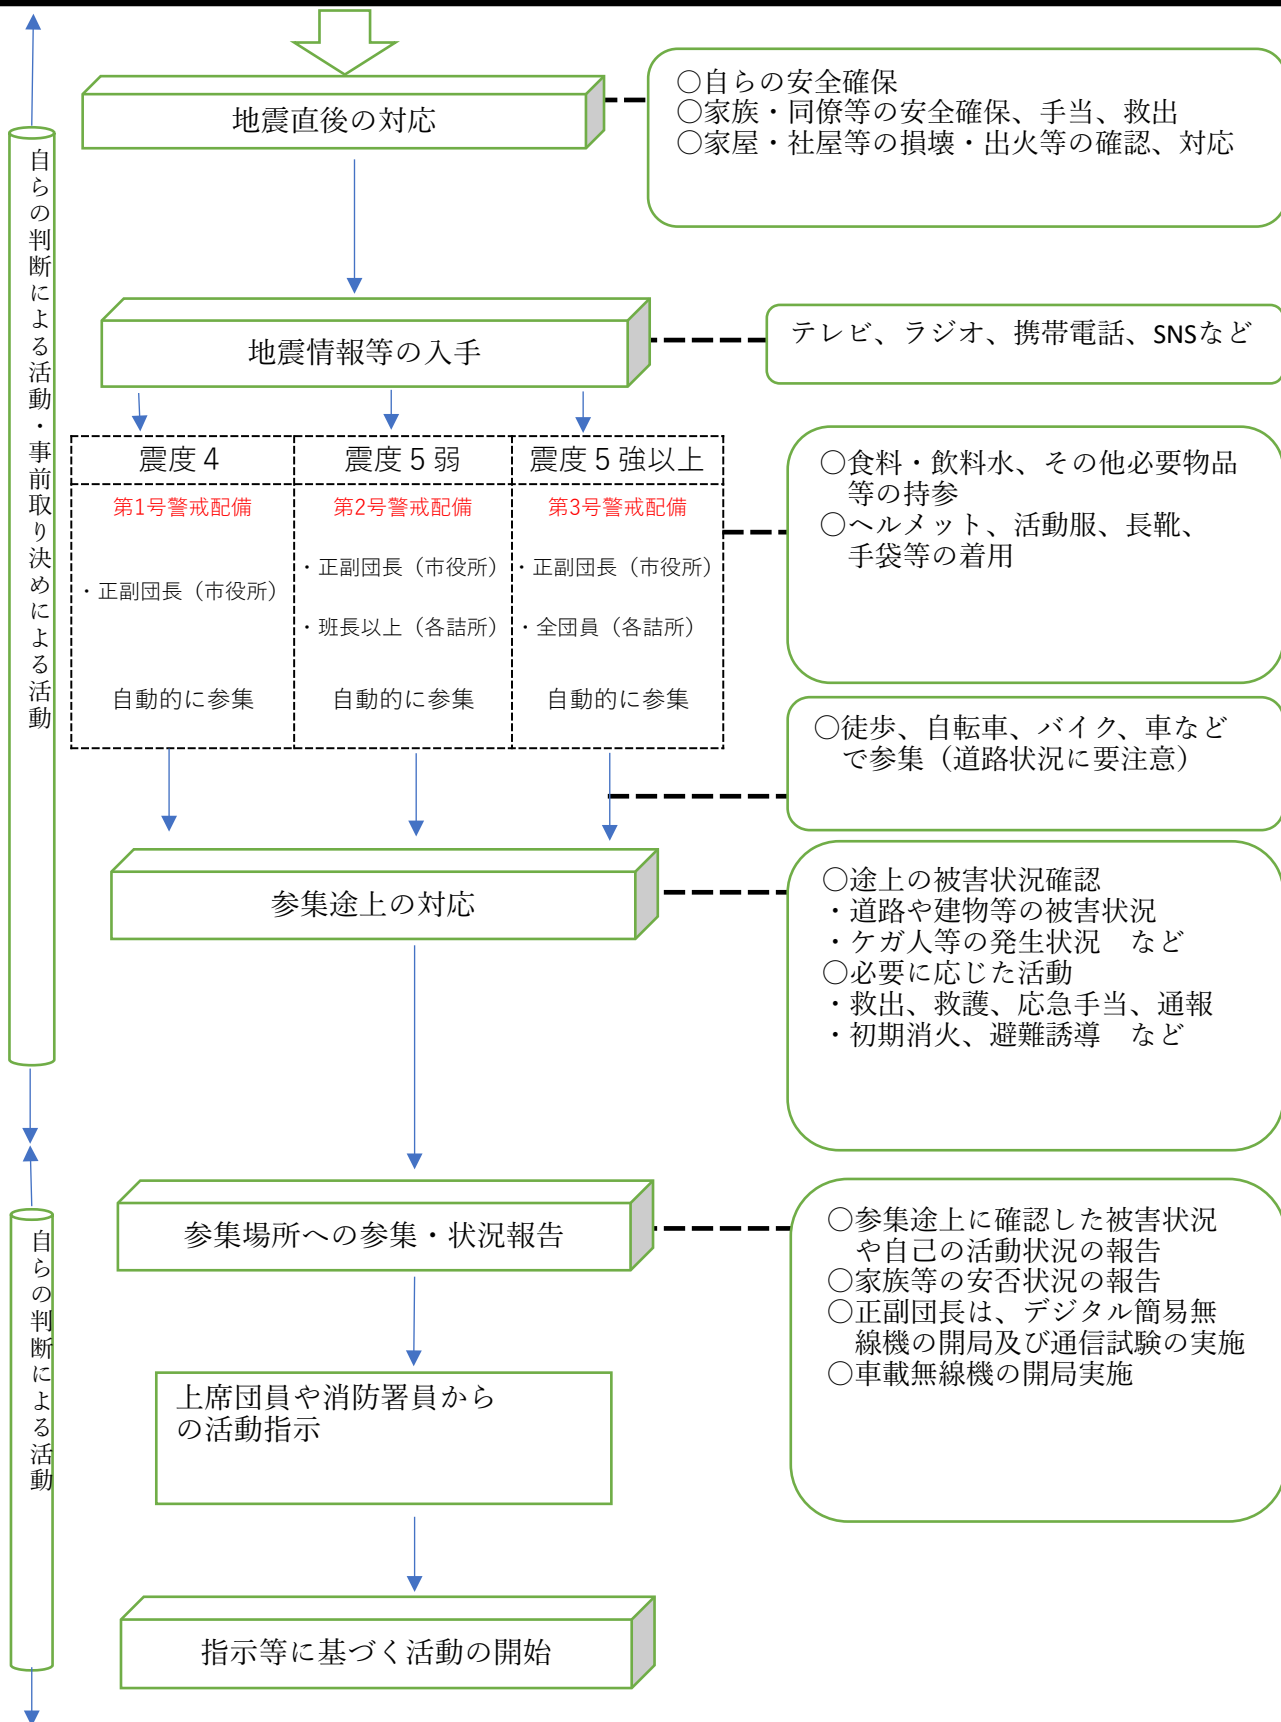 地震直後の対応
○自らの安全確保
○家族・同僚等の安全確保、手当、救出
○家屋・社屋等の損壊・出火等の確認、対応
自らの判断による活動・事前取り決めによる活動
地震情報等の入手
テレビ、ラジオ、携帯電話、SNSなど
震度４
第1号警戒配備
・正副団長（市役所）
自動的に参集
震度５弱
第2号警戒配備
・正副団長（市役所）
・班長以上（各詰所）
自動的に参集
震度５強以上
第3号警戒配備
・正副団長（市役所）
・全団員（各詰所）
自動的に参集
○食料・飲料水、その他必要物品
等の持参
○ヘルメット、活動服、長靴、
手袋等の着用
○徒歩、自転車、バイク、車など
で参集（道路状況に要注意）
参集途上の対応
○途上の被害状況確認
・道路や建物等の被害状況
・ケガ人等の発生状況　など
○必要に応じた活動
・救出、救護、応急手当、通報
・初期消火、避難誘導　など
参集場所への参集・状況報告
○参集途上に確認した被害状況
や自己の活動状況の報告
○家族等の安否状況の報告
○正副団長は、デジタル簡易無
線機の開局及び通信試験の実施
○車載無線機の開局実施
自らの判断による活動
上席団員や消防署員から
の活動指示
指示等に基づく活動の開始